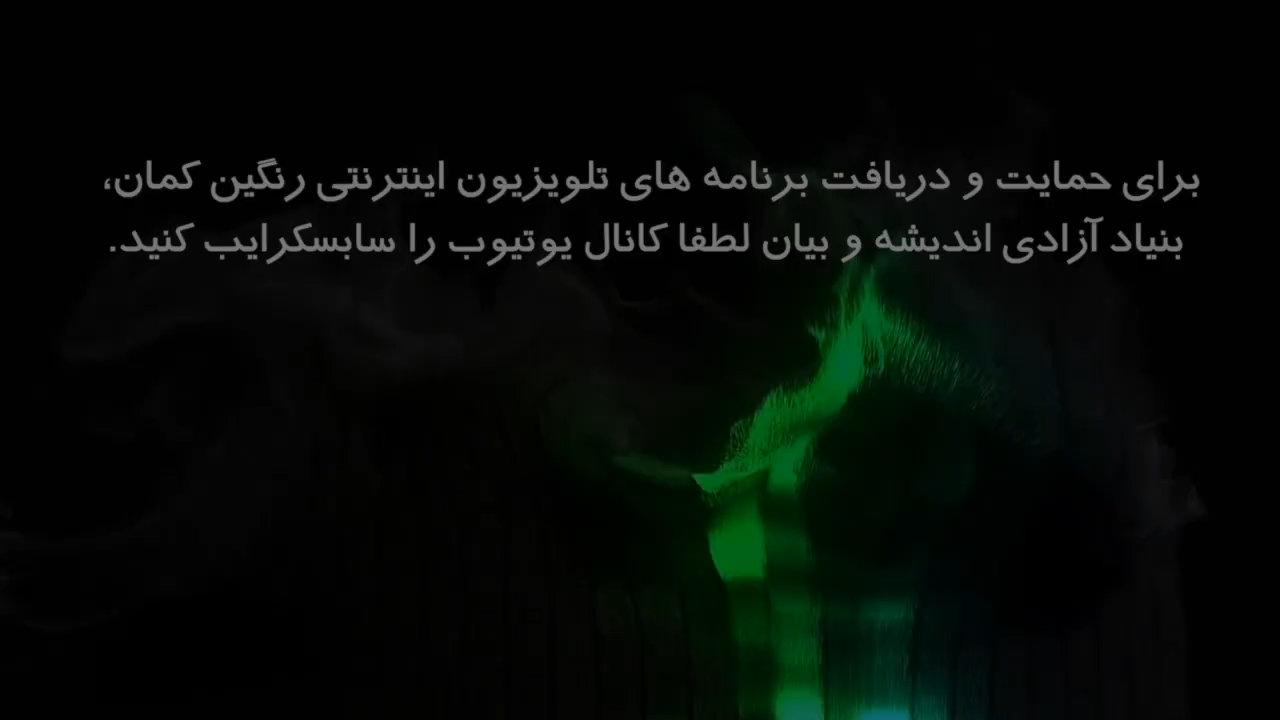 برای حمایت و دریافت برنامه های تلویزیون اینترنتی رنگین کمان،
بنیاد آزادی اندیشه و بیان لطفا کانال یوتیوب را سابسکرایب کنید.